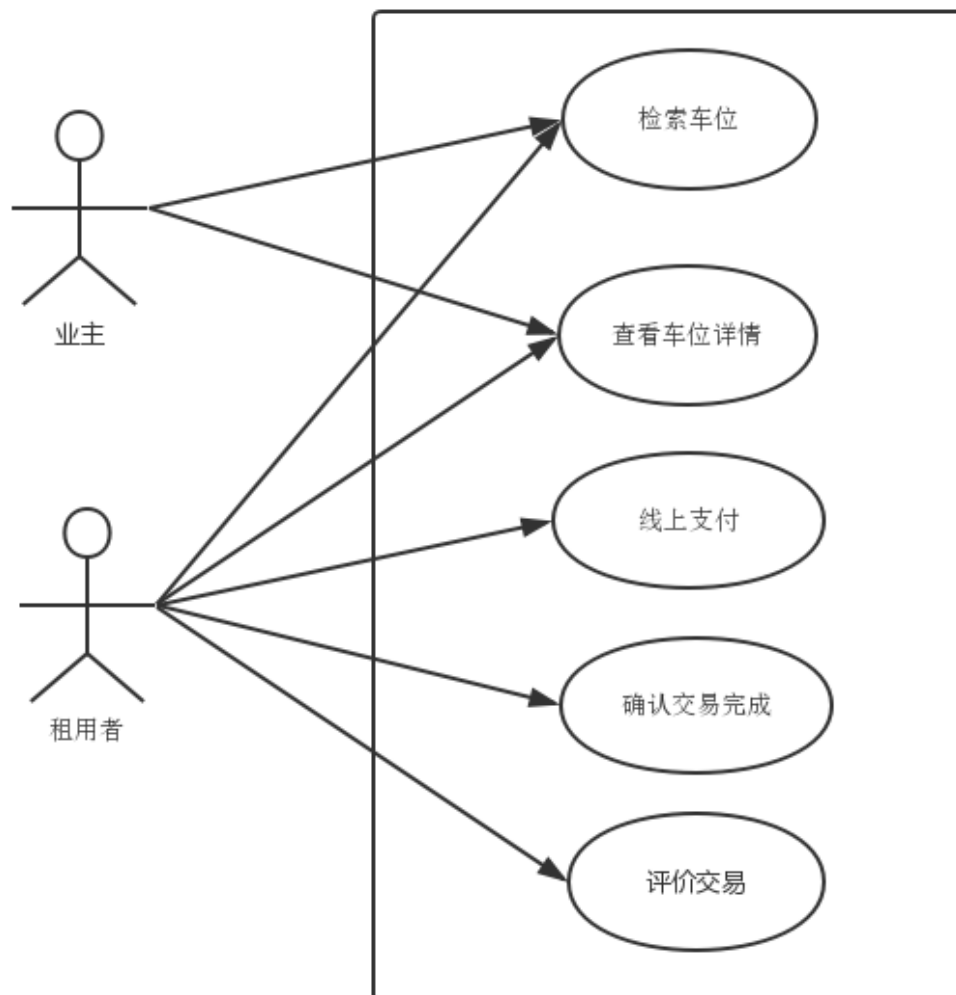 检索车位
查看车位详情
业主
线上支付
确认交易完成
租用者
评价交易